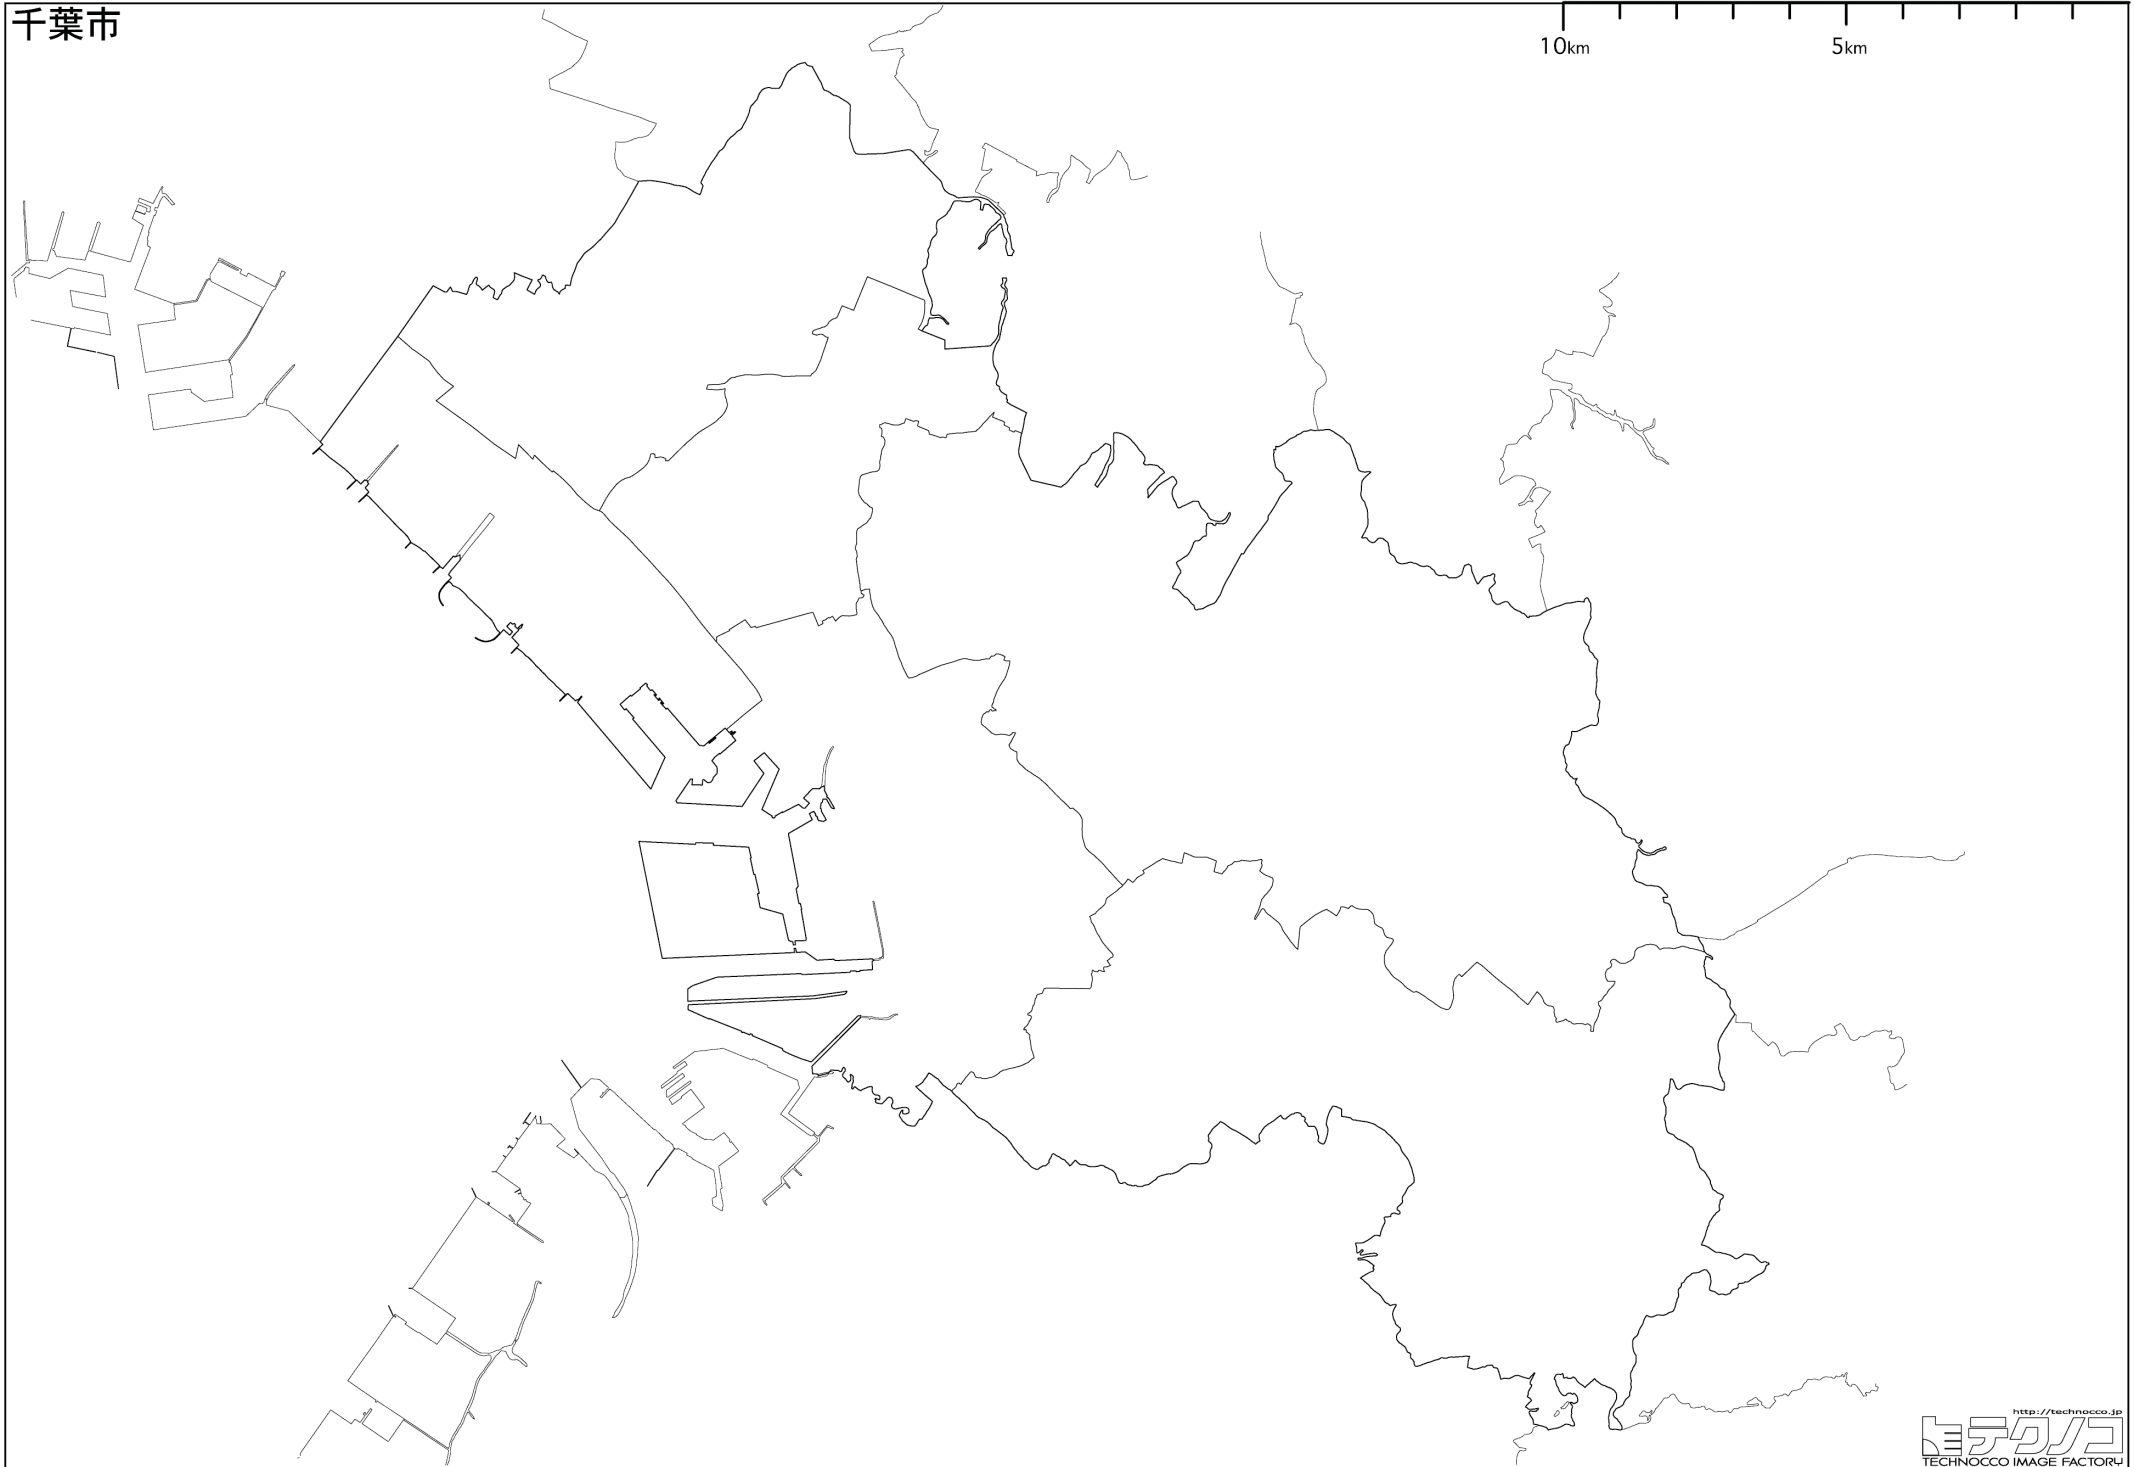 千葉市
10km
5km
http://technocco.jp
テクノコ
TECHNOCCO IMAGE FACTORY